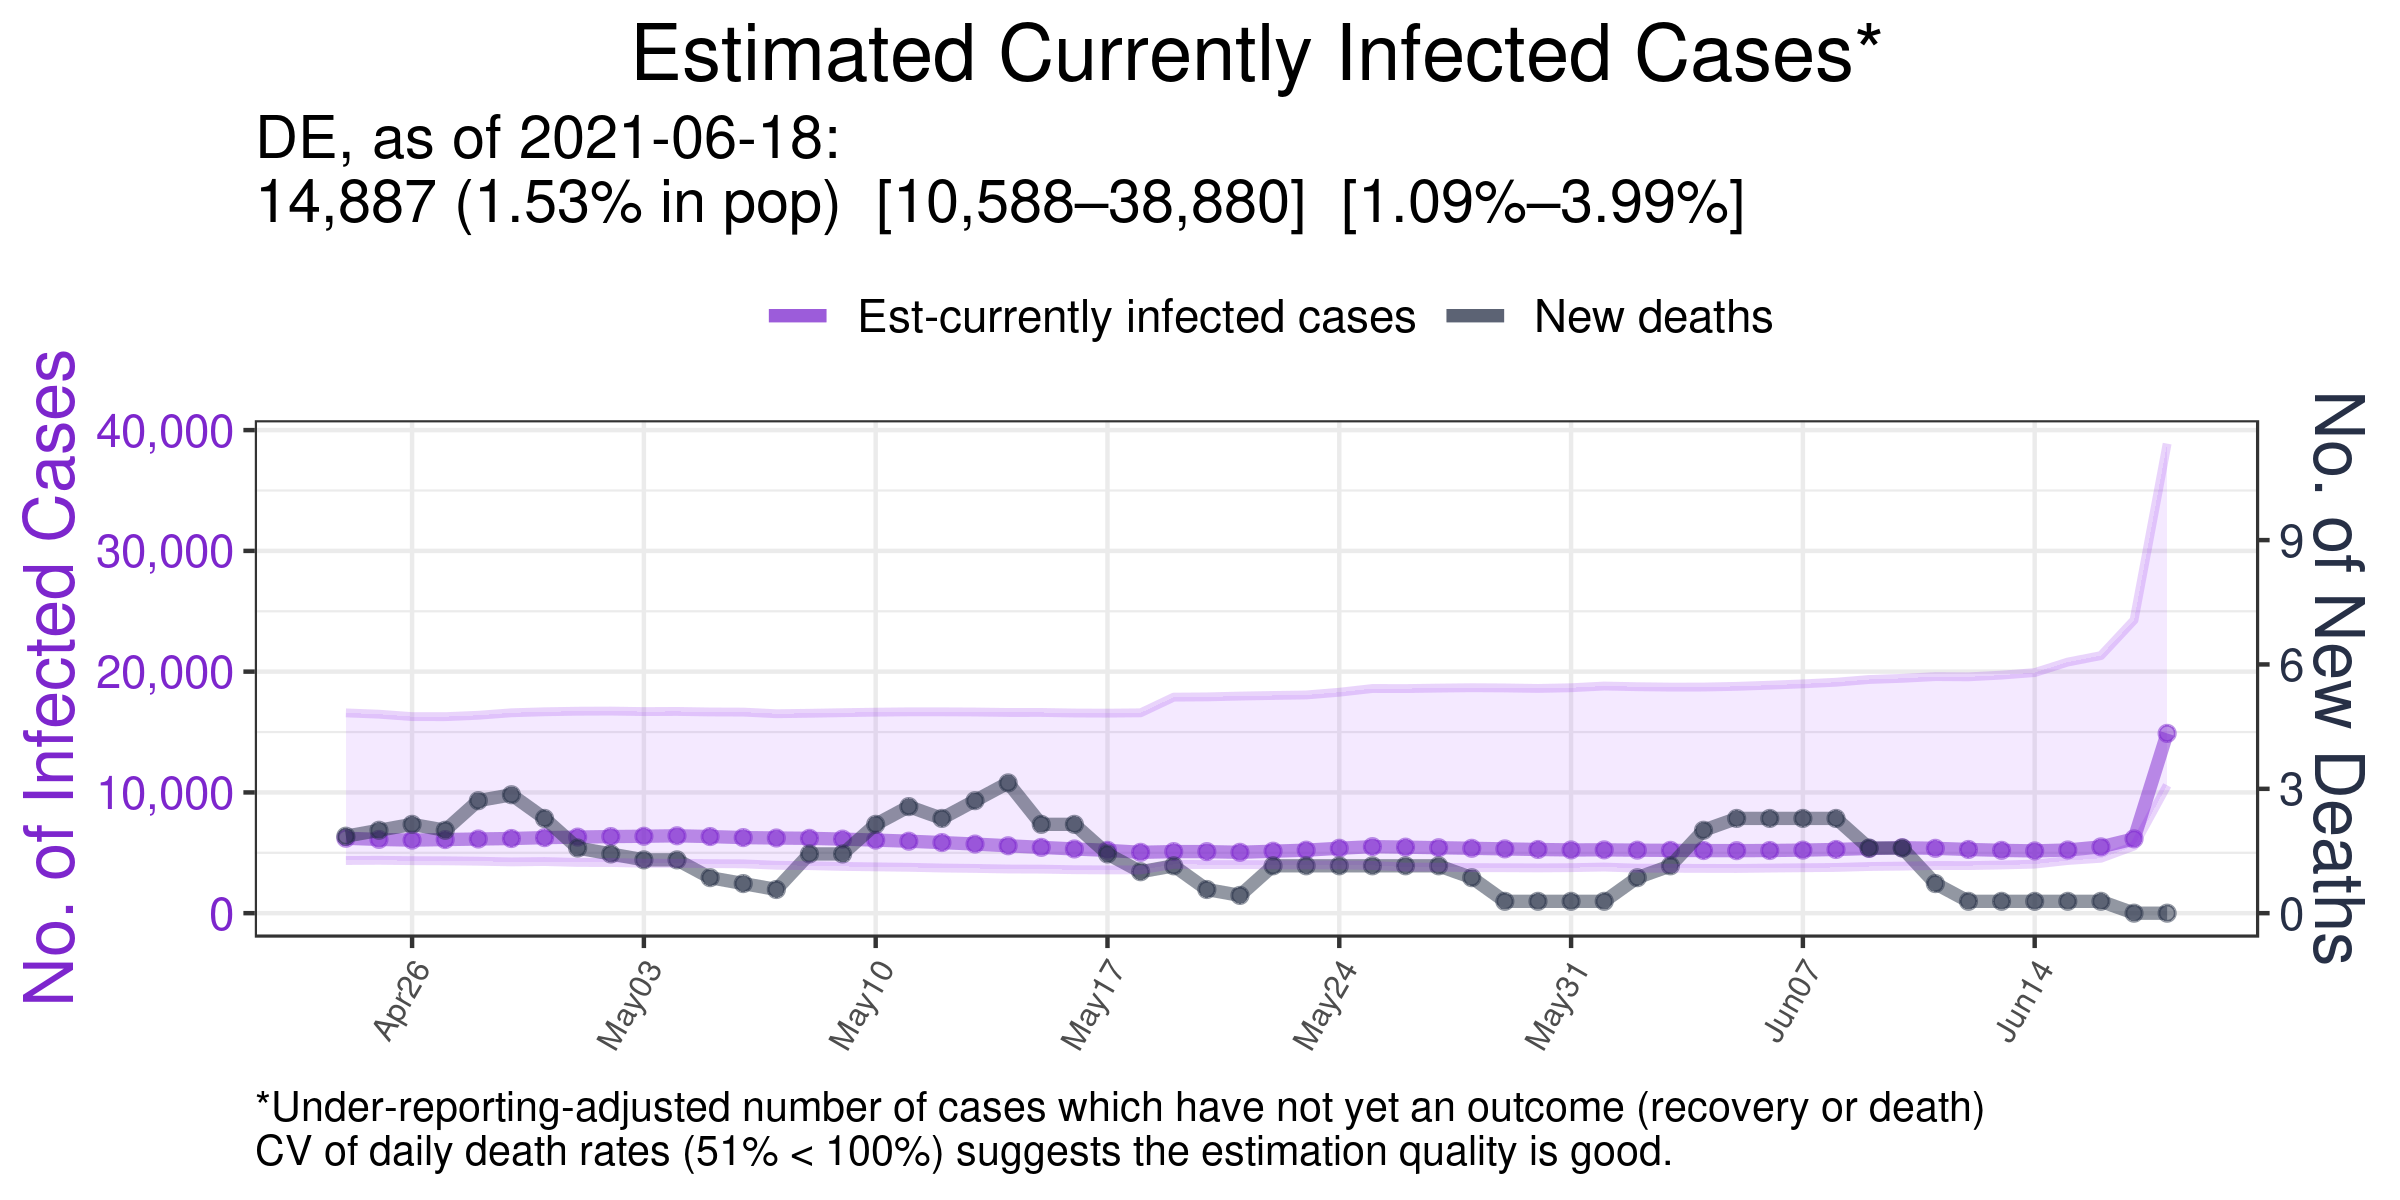 Estimated Currently Infected Cases*
DE, as of 2021-06-18:
14,887 (1.53% in pop)  [10,588–38,880]  [1.09%–3.99%]
Est-currently infected cases
New deaths
No. of Infected Cases
40,000
30,000
20,000
10,000
0
No. of New Deaths
9
6
3
0
Apr26
May03
May10
May17
May24
May31
Jun07
Jun14
*Under-reporting-adjusted number of cases which have not yet an outcome (recovery or death)
CV of daily death rates (51% < 100%) suggests the estimation quality is good.